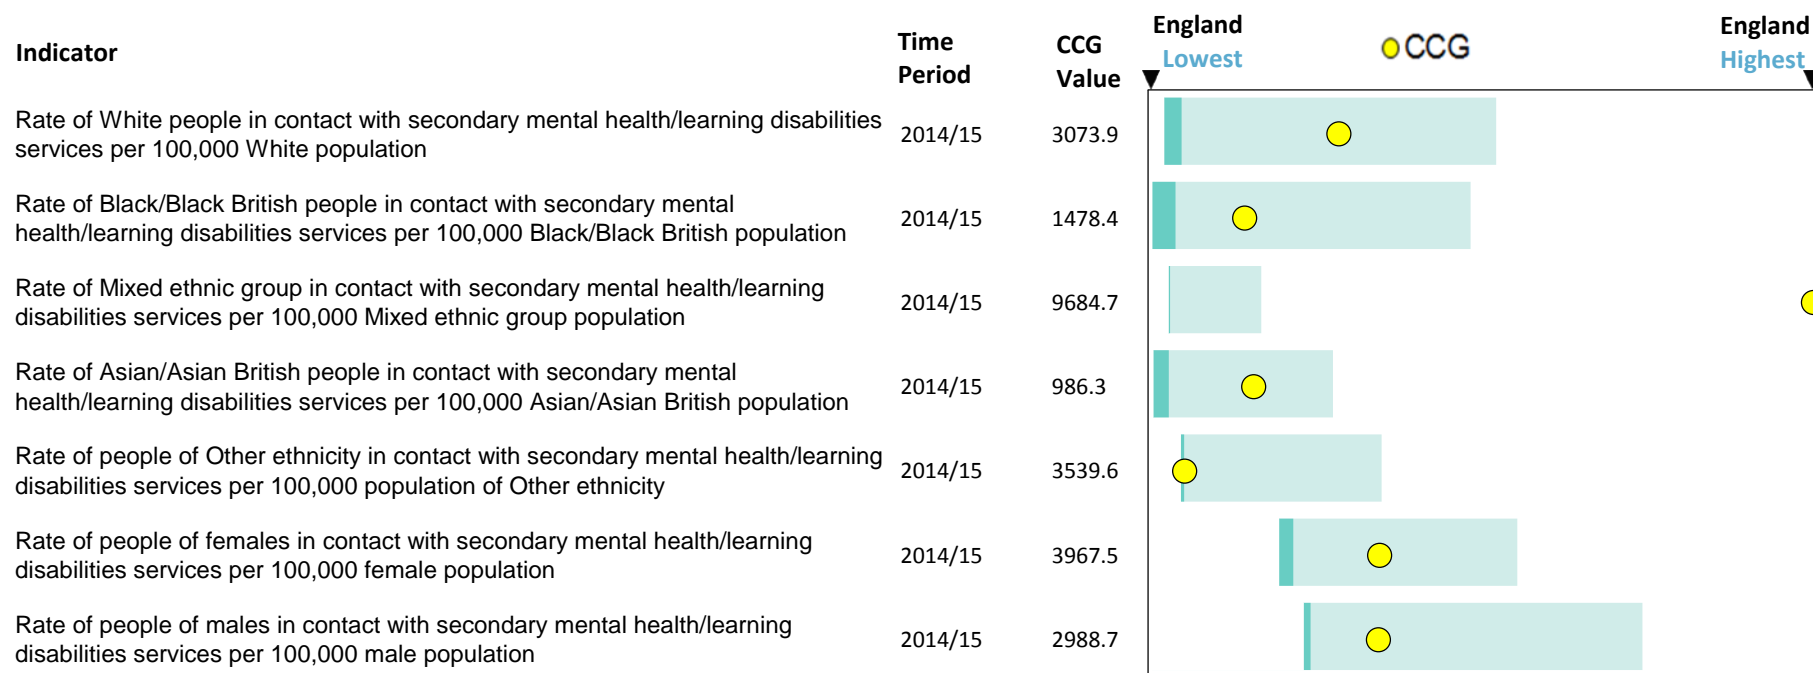 Indicator
Time
Period
CCG
Value
England
Lowest
CCG
England
Highest
Rate of White people in contact with secondary mental health/learning disabilities
services per 100,000 White population
2014/15
3073.9
Rate of Black/Black British people in contact with secondary mental
health/learning disabilities services per 100,000 Black/Black British population
2014/15
1478.4
Rate of Mixed ethnic group in contact with secondary mental health/learning
disabilities services per 100,000 Mixed ethnic group population
2014/15
9684.7
Rate of Asian/Asian British people in contact with secondary mental
health/learning disabilities services per 100,000 Asian/Asian British population
2014/15
986.3
Rate of people of Other ethnicity in contact with secondary mental health/learning
disabilities services per 100,000 population of Other ethnicity
2014/15
3539.6
Rate of people of females in contact with secondary mental health/learning
disabilities services per 100,000 female population
2014/15
3967.5
Rate of people of males in contact with secondary mental health/learning
disabilities services per 100,000 male population
2014/15
2988.7